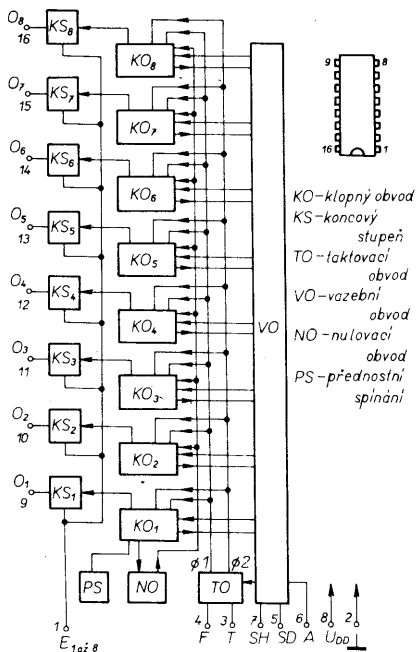 O8 16 KS8 KO8
O7 15 KS7 KO7
O6 14 KS6 KO6
O5 13 KS5 KO5
O4 12 KS4 KO4
O3 11 KS3 KO3
O2 10 KS2 KO2
O1 9 KS1 KO1
VO
9 8
16 1
KO-klopný obvod
KS-koncový
stupeň
TO-taktovací
obvod
VO-vazební
obvod
NO-nulovací
obvod
PS-přednostní
spínání
ϕ1 ϕ2
PS NO TO
1 4 3 7 5 6 8 2
E1až8 F T SH SD A UDD